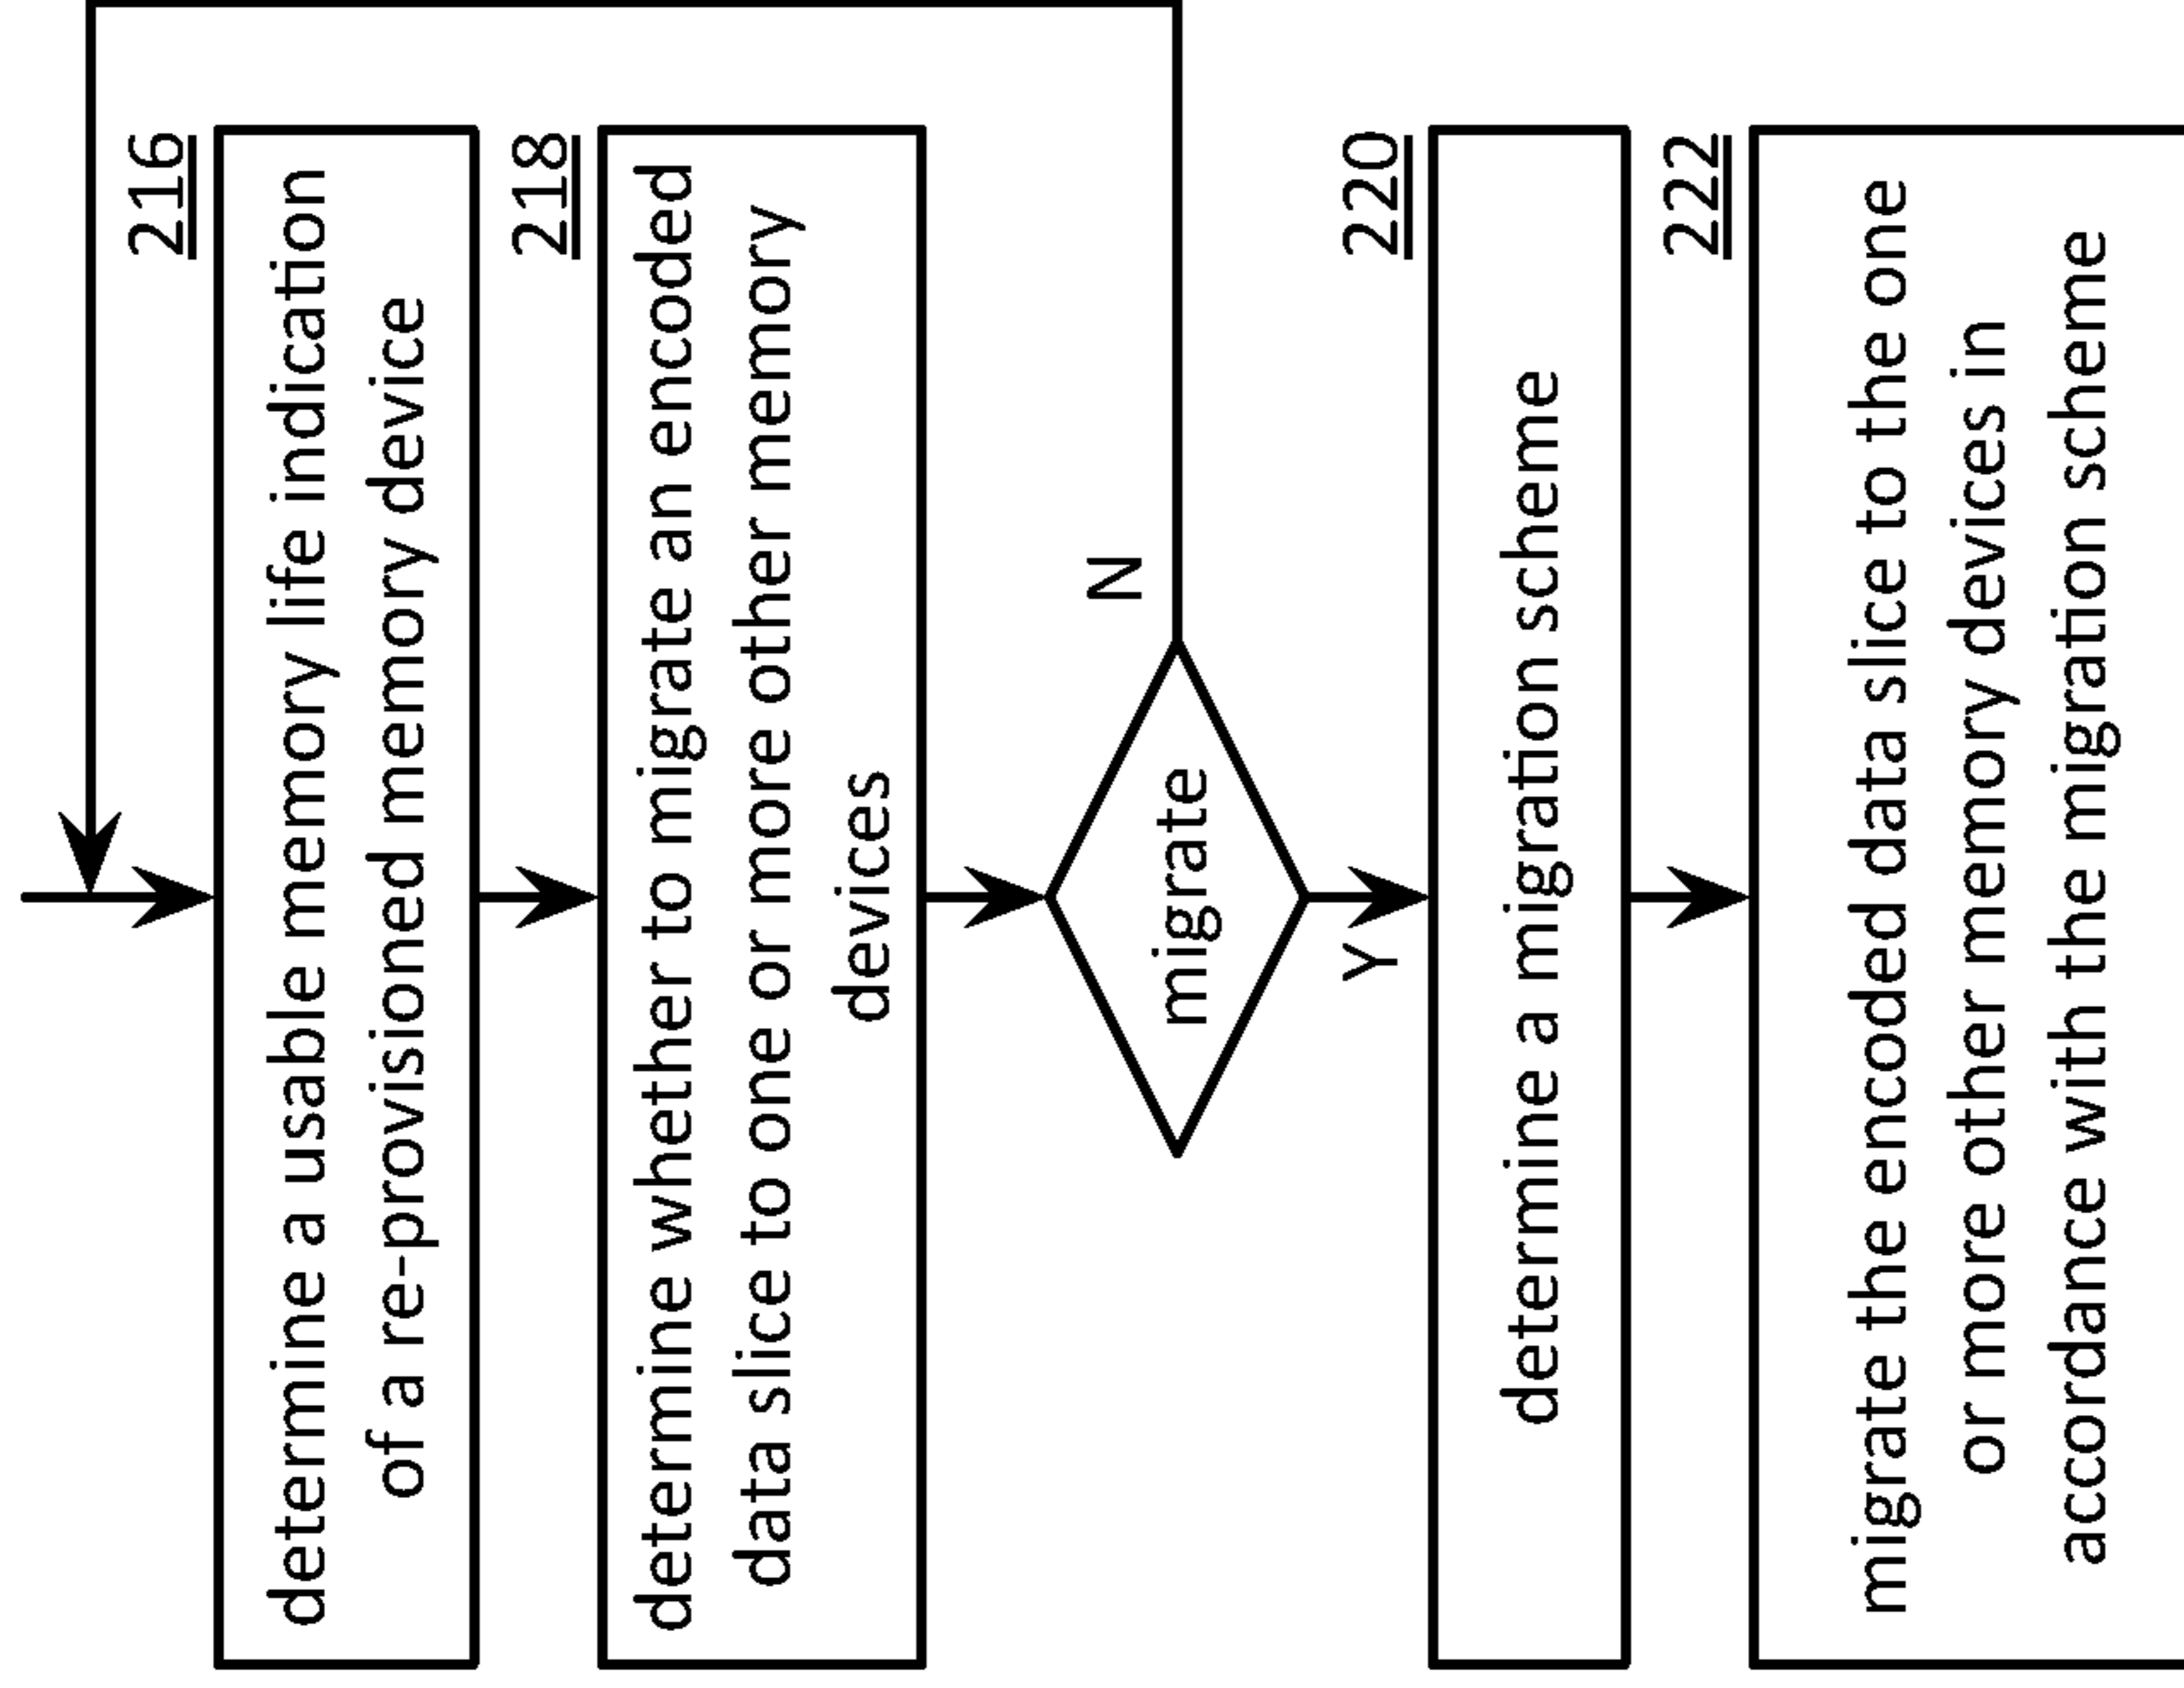 216
determine a usable memory life indication
of a re-provisioned memory device
218
determine whether to migrate an encoded
data slice to one or more other memory
devices
migrate
N
Y
220
determine a migration scheme
222
migrate the encoded data slice to the one
or more other memory devices in
accordance with the migration scheme